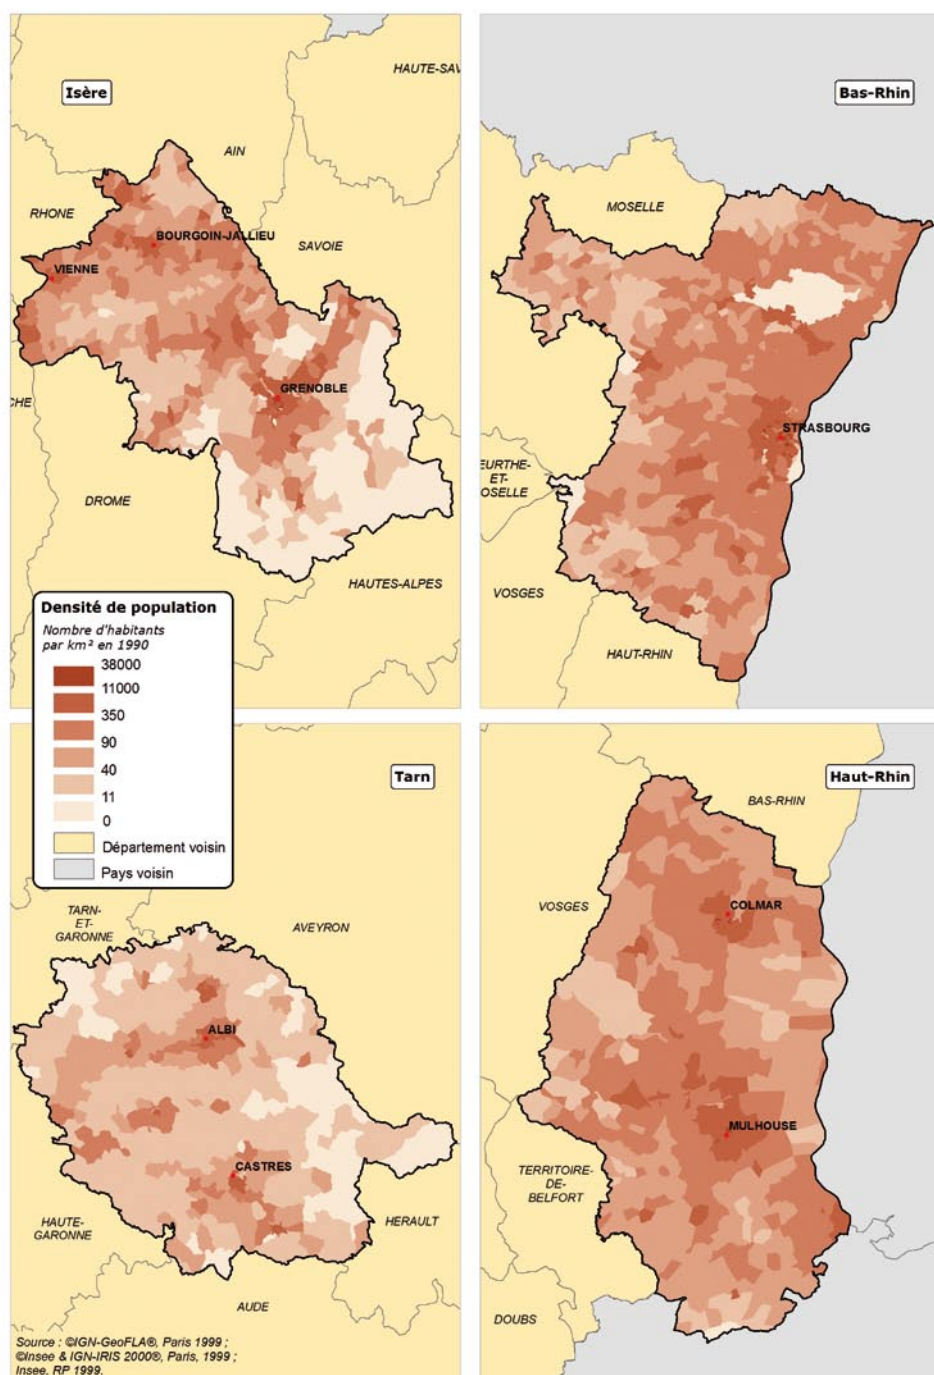 Isère
HAUTE-SAV
AIN
RHONE
BOURGOIN-JALLIEU
SAVOIE
VIENNE
GRENOBLE
CHE
DROME
HAUTES-ALPES
Bas-Rhin
MOSELLE
STRASBOURG
EURTHE-
ET-
OSELLE
VOSGES
HAUT-RHIN
Densité de population
Nombre d'habitants
par km² en 1990
38000
11000
350
90
40
11
0
Département voisin
Pays voisin
Tarn
TARN-
ET-
GARONNE
AVEYRON
ALBI
CASTRES
HAUTE-
GARONNE
HERAULT
AUDE
Source : ©IGN-GeoFLA®, Paris 1999 ;
©Insee & IGN-IRIS 2000®, Paris, 1999 ;
Insee, RP 1999.
Haut-Rhin
BAS-RHIN
VOSGES
COLMAR
MULHOUSE
TERRITOIRE-
DE-
BELFORT
DOUBS